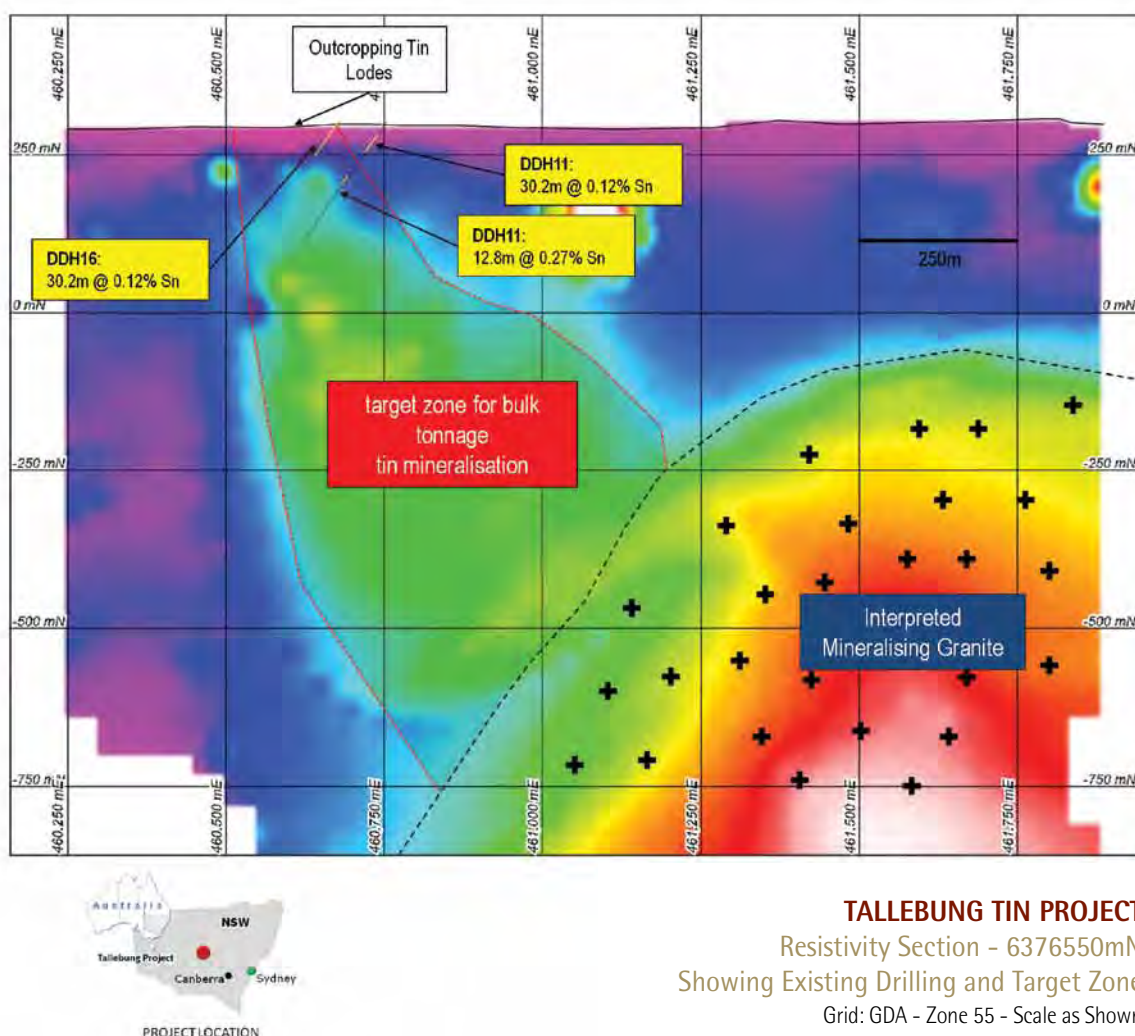 460.250 mE
460.500 mE
461.000 mE
461.250 mE
461.500 mE
461.750 mE
Outcropping Tin
Lodes
250 mN
250 mN
DDH11:
30.2m @ 0.12% Sn
DDH11:
12.8m @ 0.27% Sn
DDH16:
30.2m @ 0.12% Sn
250m
0 mN
0 mN
target zone for bulk
tonnage
tin mineralisation
-250 mN
-250 mN
Interpreted
Mineralising Granite
-500 mN
-500 mN
-750 mN
-750 mN
460.250 mE
460.500 mE
460.750 mE
461.000 mE
461.250 mE
461.500 mE
461.750 mE
Australia
NSW
Tallebung Project
Canberra
Sydney
PROJECT LOCATION
TALLEBUNG TIN PROJECT
Resistivity Section - 6376550mN
Showing Existing Drilling and Target Zone
Grid: GDA - Zone 55 - Scale as Shown